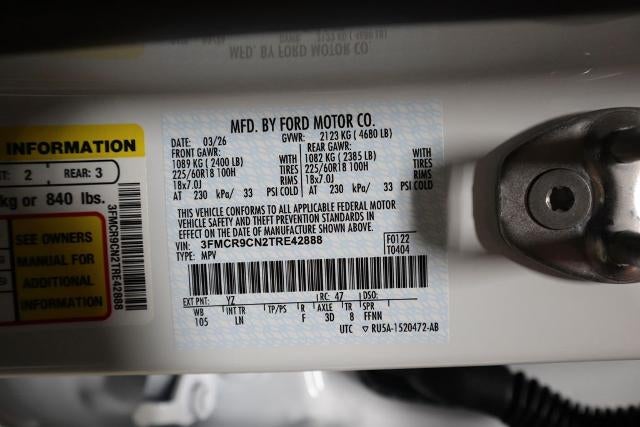 MFD. BY FORD MOTOR CO.
INFORMATION
2
REAR: 3
kg or 840 lbs.
SEE OWNERS
MANUAL FOR
ADDITIONAL
INFORMATION
3FMCR9CN2TRE42888
MFD. BY FORD MOTOR CO.
DATE: 03/26 GVWR: 2123 KG ( 4680 LB)
FRONT GAWR: REAR GAWR:
1089 KG ( 2400 LB) WITH 1082 KG ( 2385 LB) WITH
225/60R18 100H TIRES 225/60R18 100H TIRES
18x7.0J RIMS 18x7.0J RIMS
AT 230 kPa/ 33 PSI COLD AT 230 kPa/ 33 PSI COLD
THIS VEHICLE CONFORMS TO ALL APPLICABLE FEDERAL MOTOR
VEHICLE SAFETY AND THEFT PREVENTION STANDARDS IN
EFFECT ON THE DATE OF MANUFACTURE SHOWN ABOVE.
VIN: 3FMCR9CN2TRE42888 F0122
TYPE: MPV T0404
EXT PNT: YZ RC: 47 DSO:
WB INT TR TP/PS R AXLE TR SPR
105 LN F 3D 8 FFNN
UTC ▽ RU5A-1520472-AB